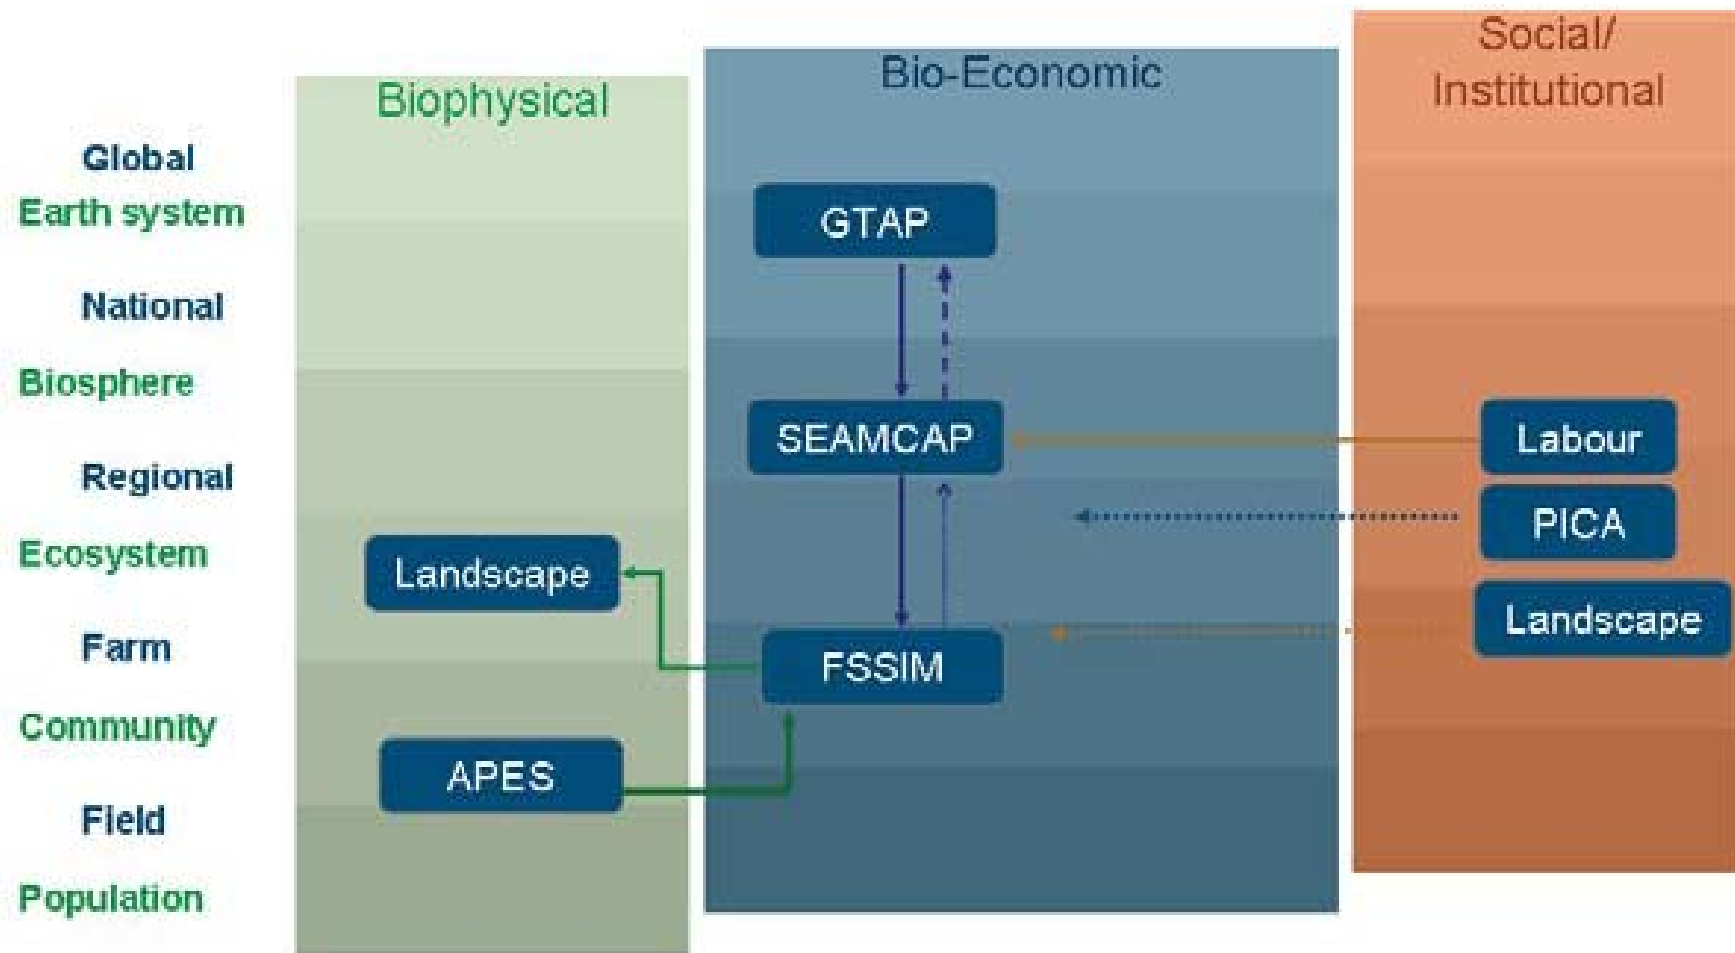 Social/
Institutional
Bio-Economic
Biophysical
Global
Earth system
GTAP
National
Biosphere
SEAMCAP
Labour
Regional
PICA
Ecosystem
Landscape
Landscape
Farm
FSSIM
Community
APES
Field
Population